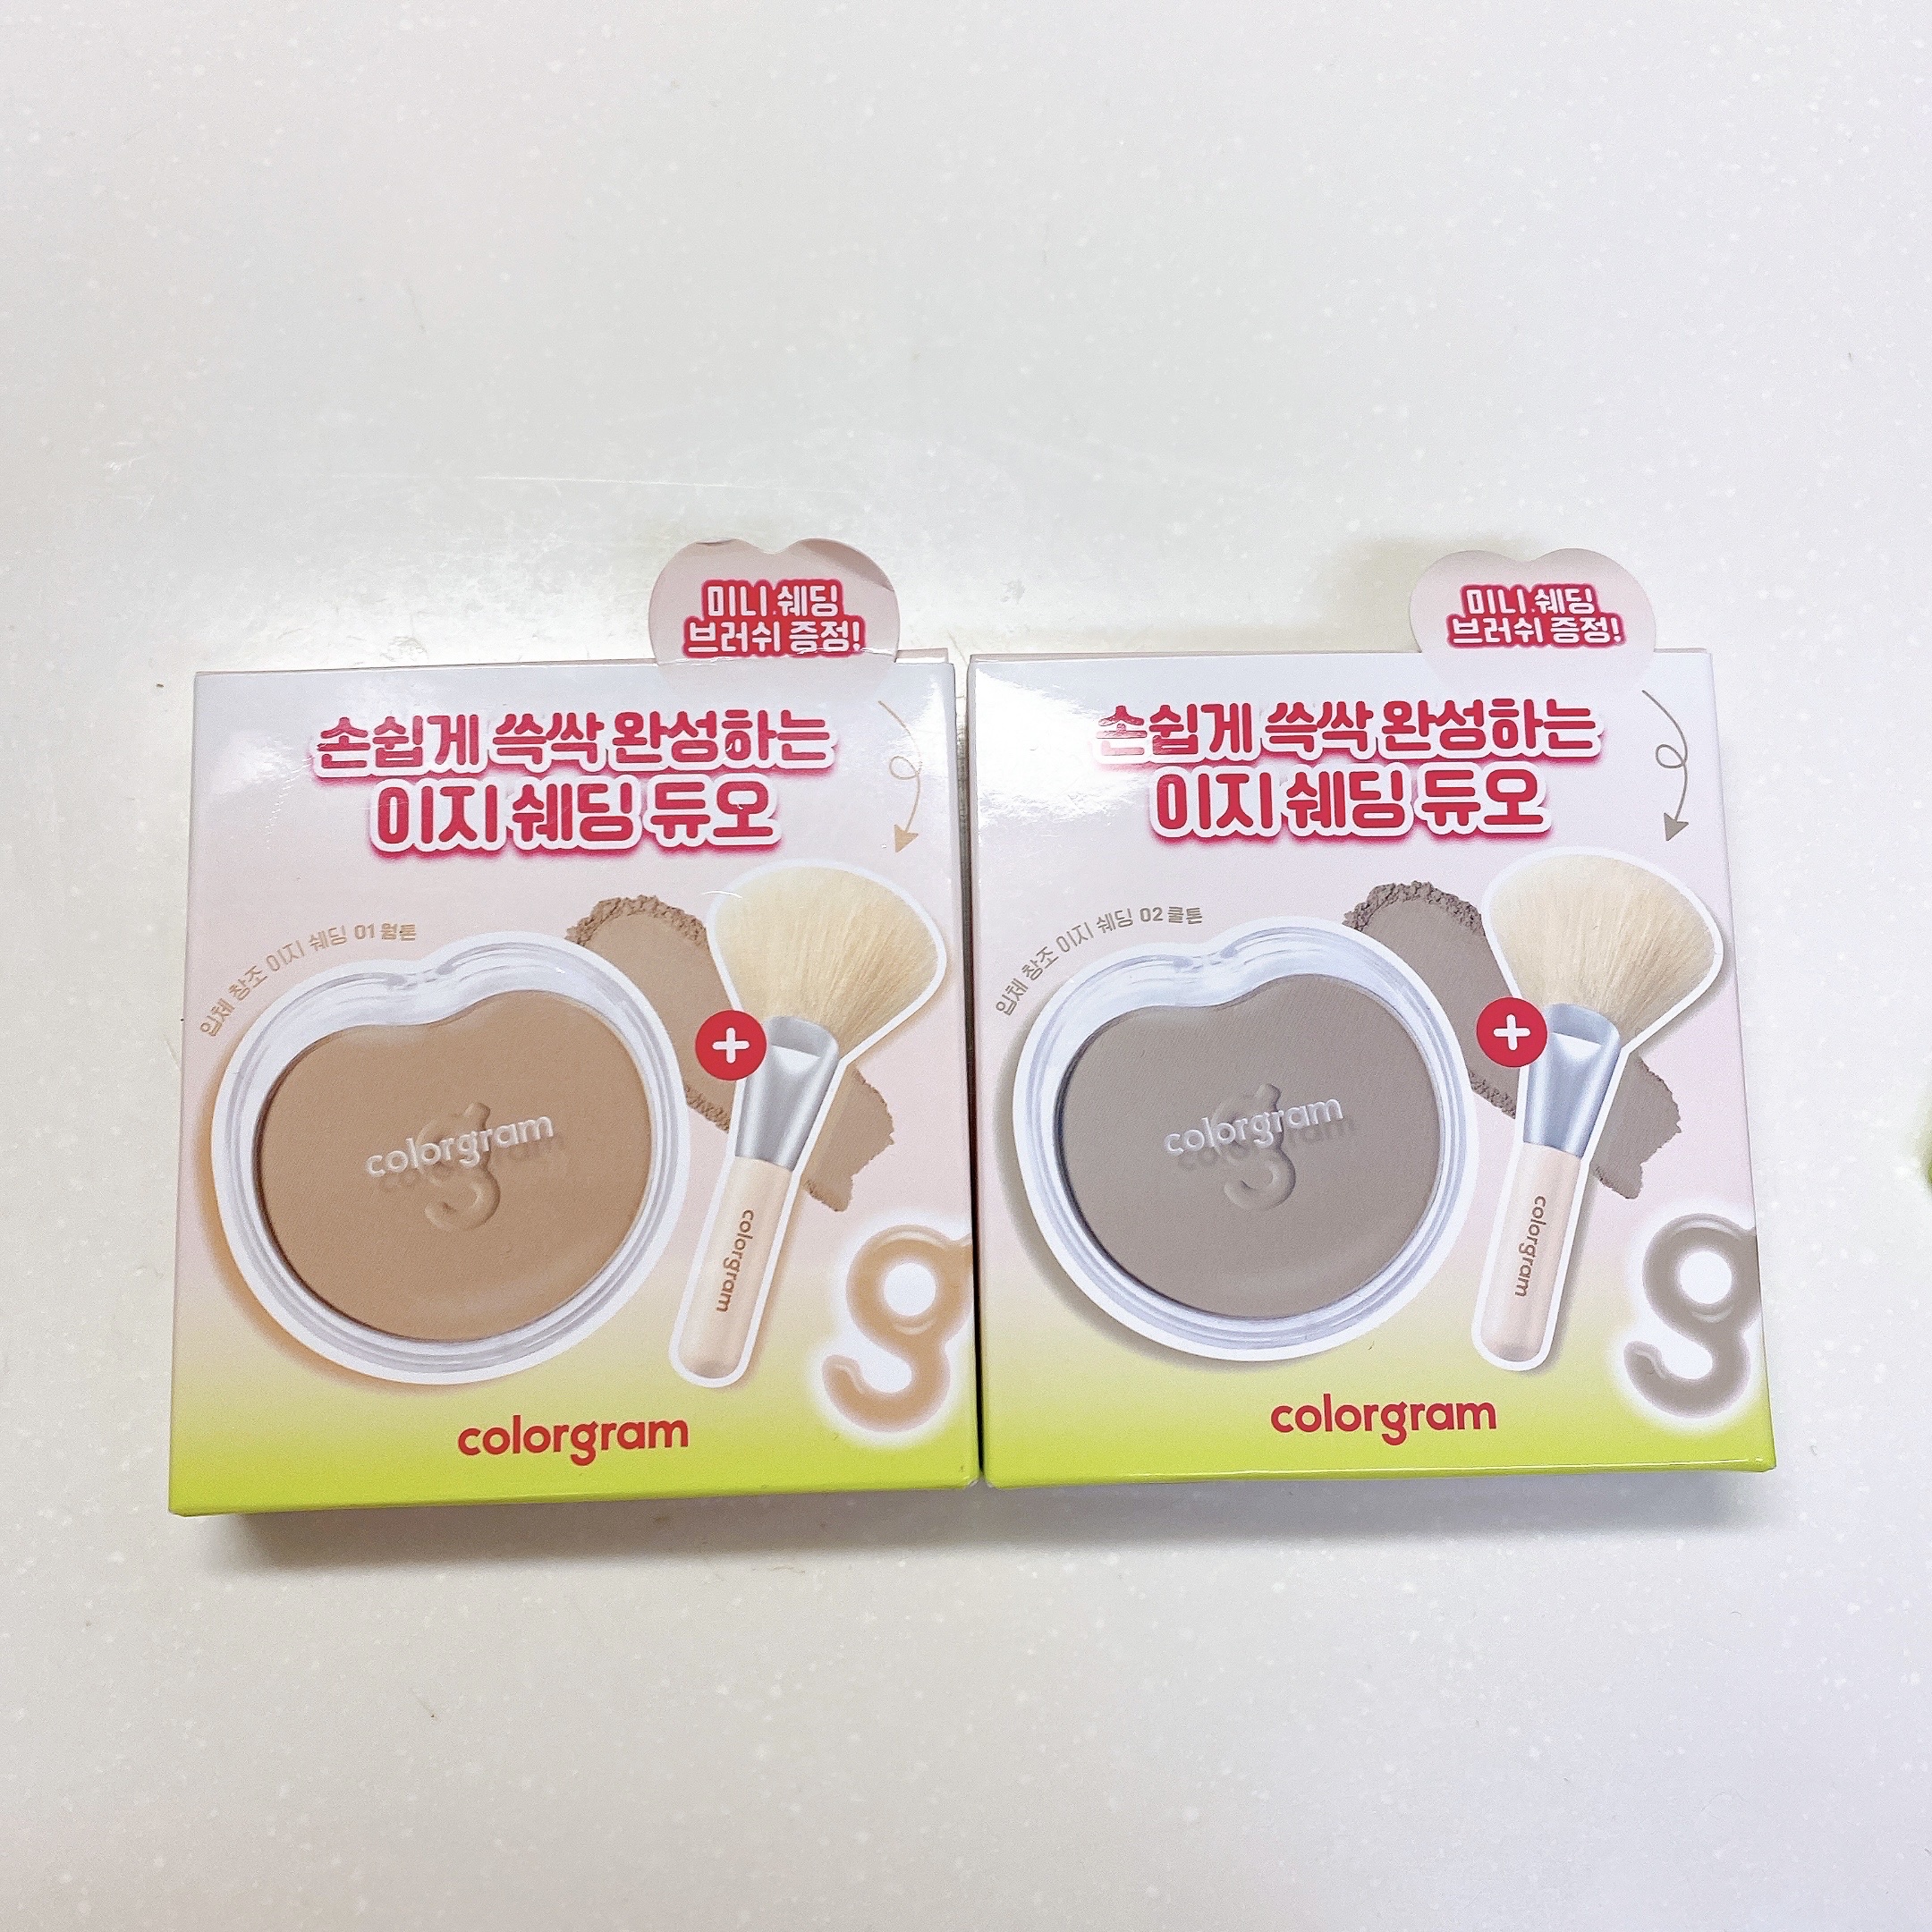 미니 쉐딩
브러쉬 증정!
손쉽게 쓱싹 완성하는
이지 쉐딩 듀오
입체 창조 이지 쉐딩 01 웜톤
colorgram
colorgram
g
colorgram
미니 쉐딩
브러쉬 증정!
손쉽게 쓱싹 완성하는
이지 쉐딩 듀오
입체 창조 이지 쉐딩 02 쿨톤
colorgram
colorgram
g
colorgram